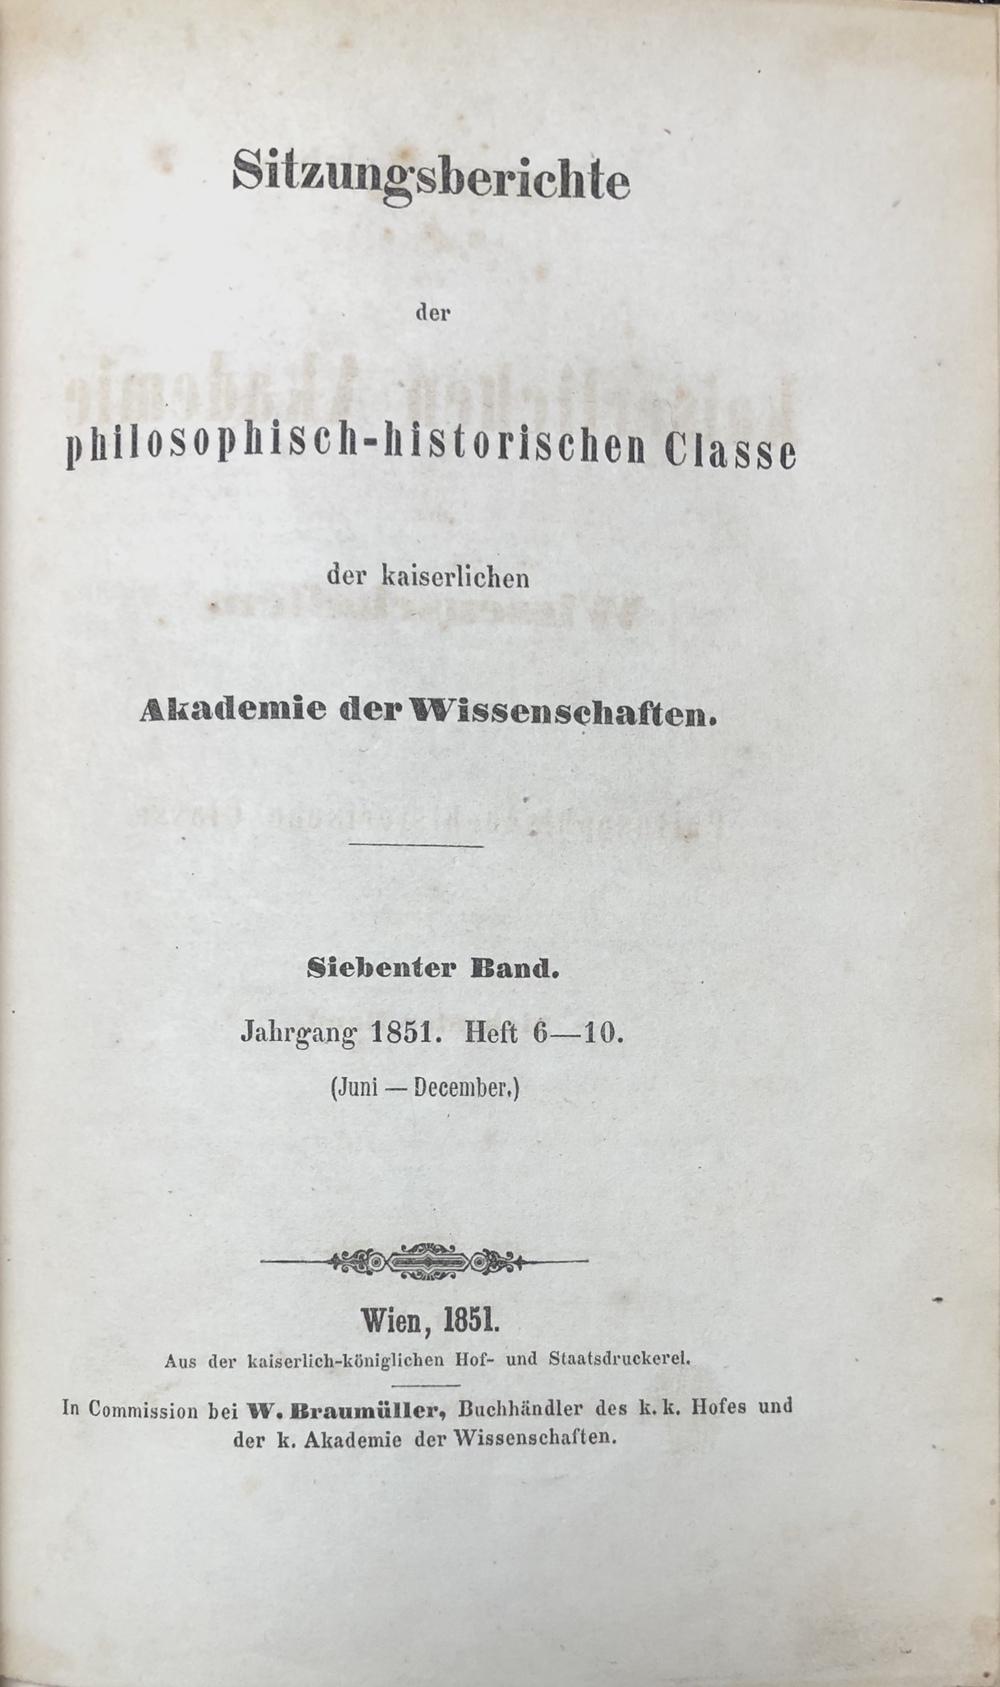 Sitzungsberichte
der
philosophisch-historischen Classe
der kaiserlichen
Akademie der Wissenschaften.
Siebenter Band.
Jahrgang 1851. Heft 6—10.
(Juni — December.)
Wien, 1851.
Aus der kaiserlich-königlichen Hof- und Staatsdruckerei.
In Commission bei W. Braumüller, Buchhändler des k. k. Hofes und
der k. Akademie der Wissenschaften.